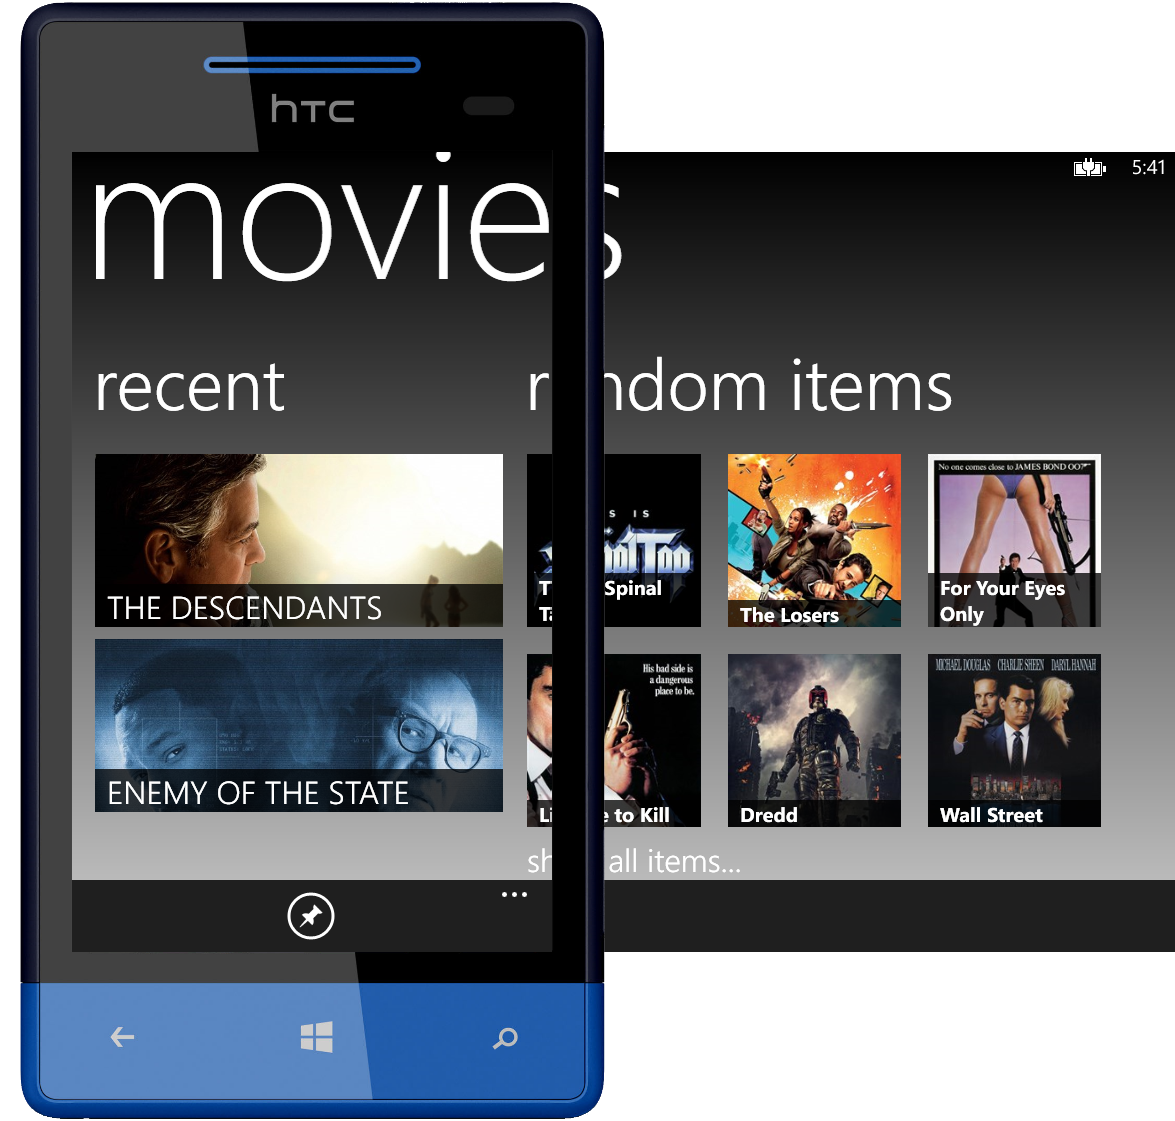 hTC
5:41
movies
recent
r ndom items
No one comes close to JAMES BOND 007
S IS
THE DESCENDANTS
T Spinal
Ta
The Losers
For Your Eyes
Only
His bad side is
a dangerous
place to be.
MICHAEL DOUGLAS CHARLIE SHEEN DARYL HANNAH
ENEMY OF THE STATE
Li e to Kill
Dredd
Wall Street
sh all items...